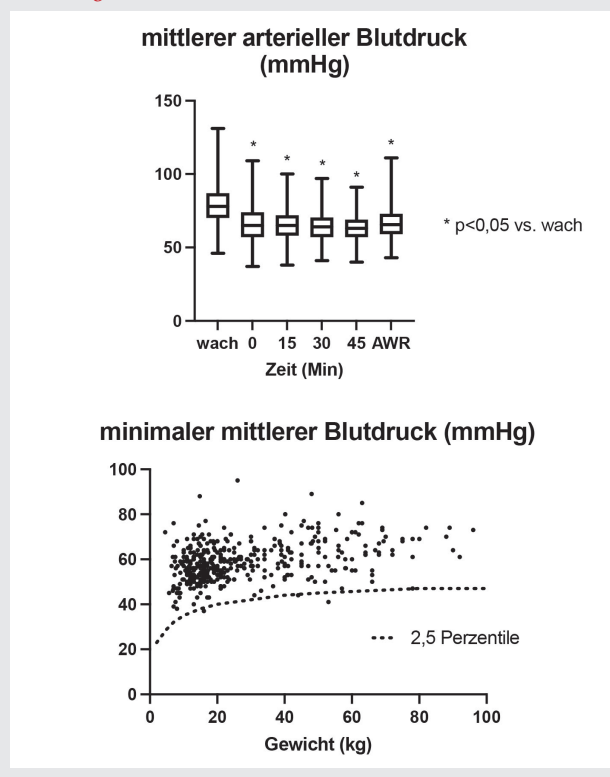 mittlerer arterieller Blutdruck
(mmHg)
150
100
50
0
* * * * *
* p<0,05 vs. wach
wach 0 15 30 45 AWR
Zeit (Min)
minimaler mittlerer Blutdruck (mmHg)
100
80
60
40
20
0
2,5 Perzentile
0 20 40 60 80 100
Gewicht (kg)